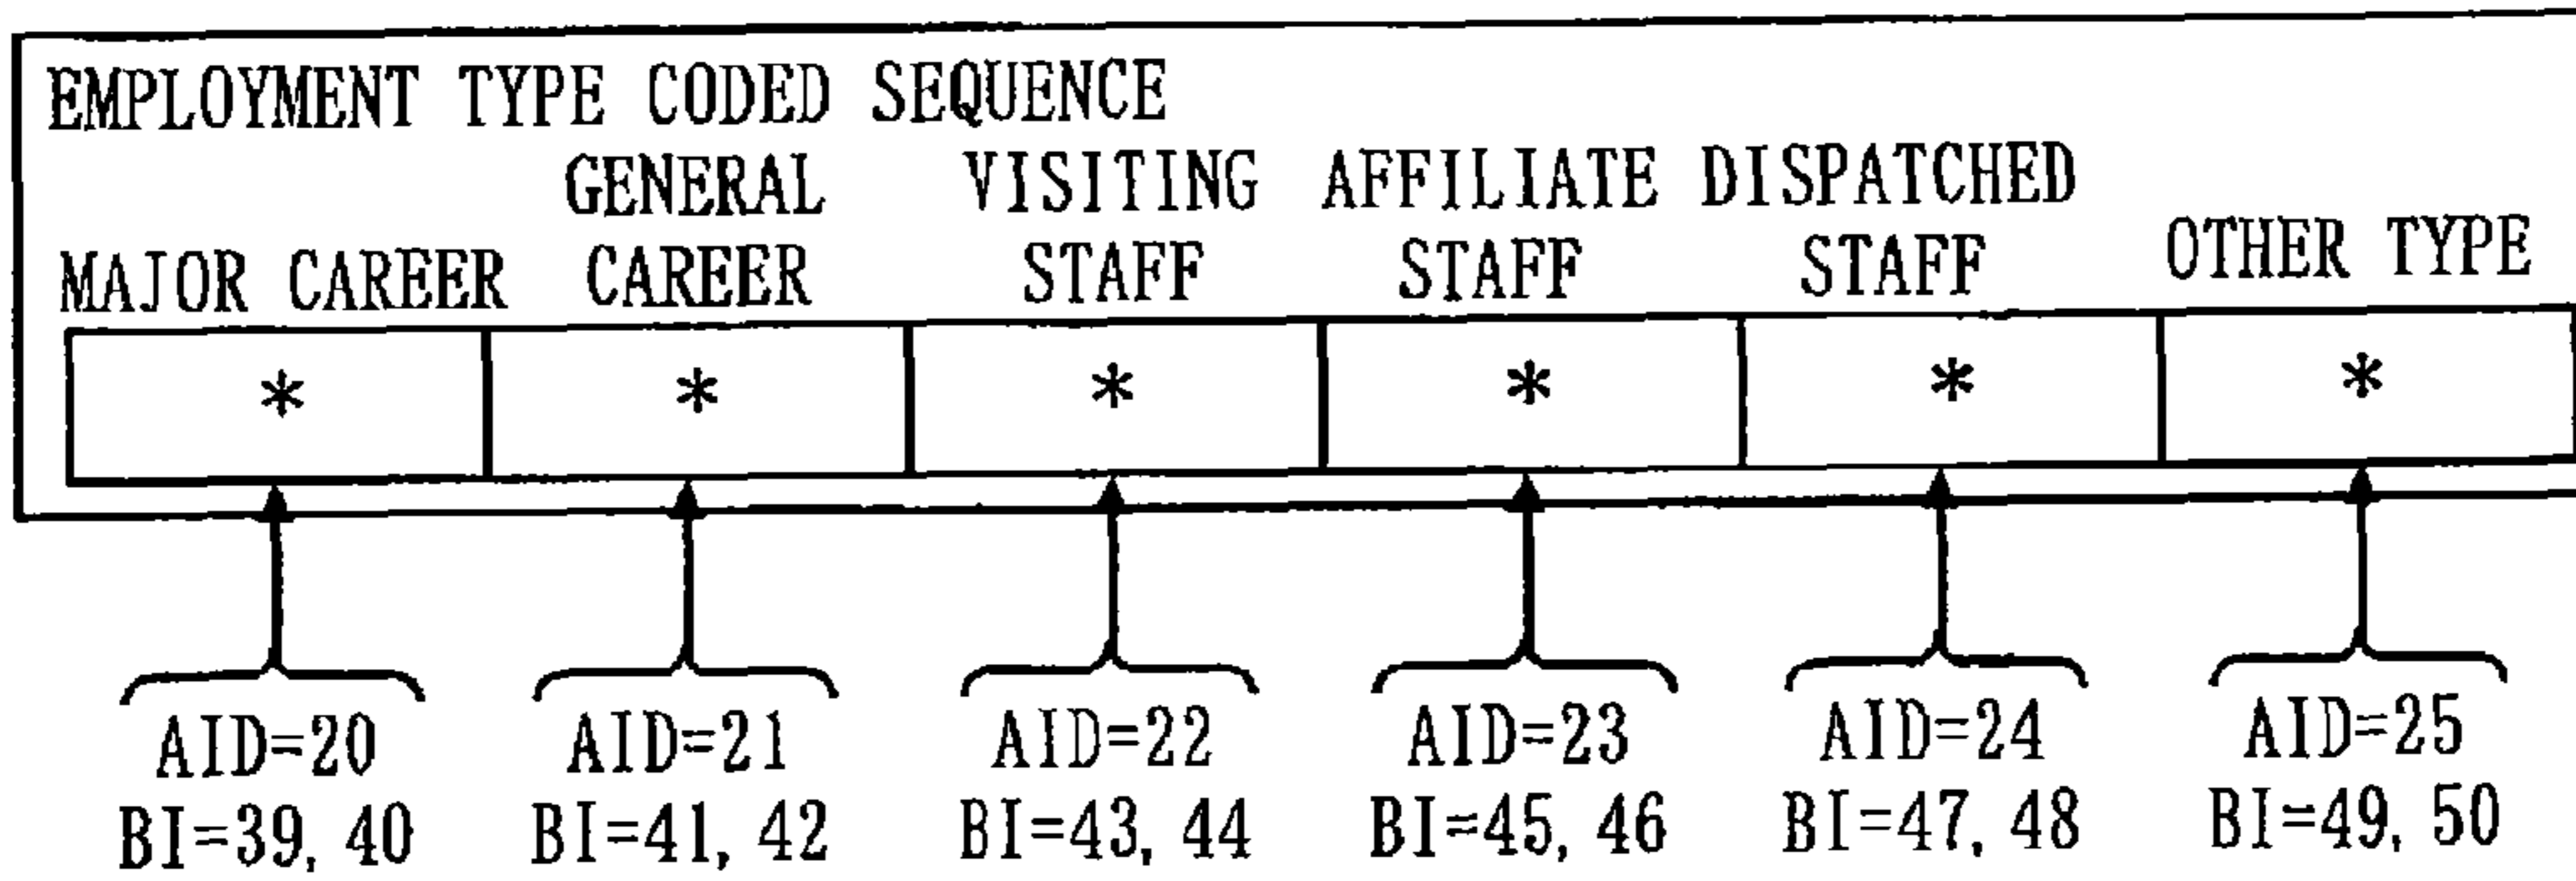 EMPLOYMENT TYPE CODED SEQUENCE
MAJOR CAREER
GENERAL
CAREER
VISITING
STAFF
AFFILIATE
STAFF
DISPATCHED
STAFF
OTHER TYPE
* * * * * *
AID=20
BI=39, 40
AID=21
BI=41, 42
AID=22
BI=43, 44
AID=23
BI=45, 46
AID=24
BI=47, 48
AID=25
BI=49, 50